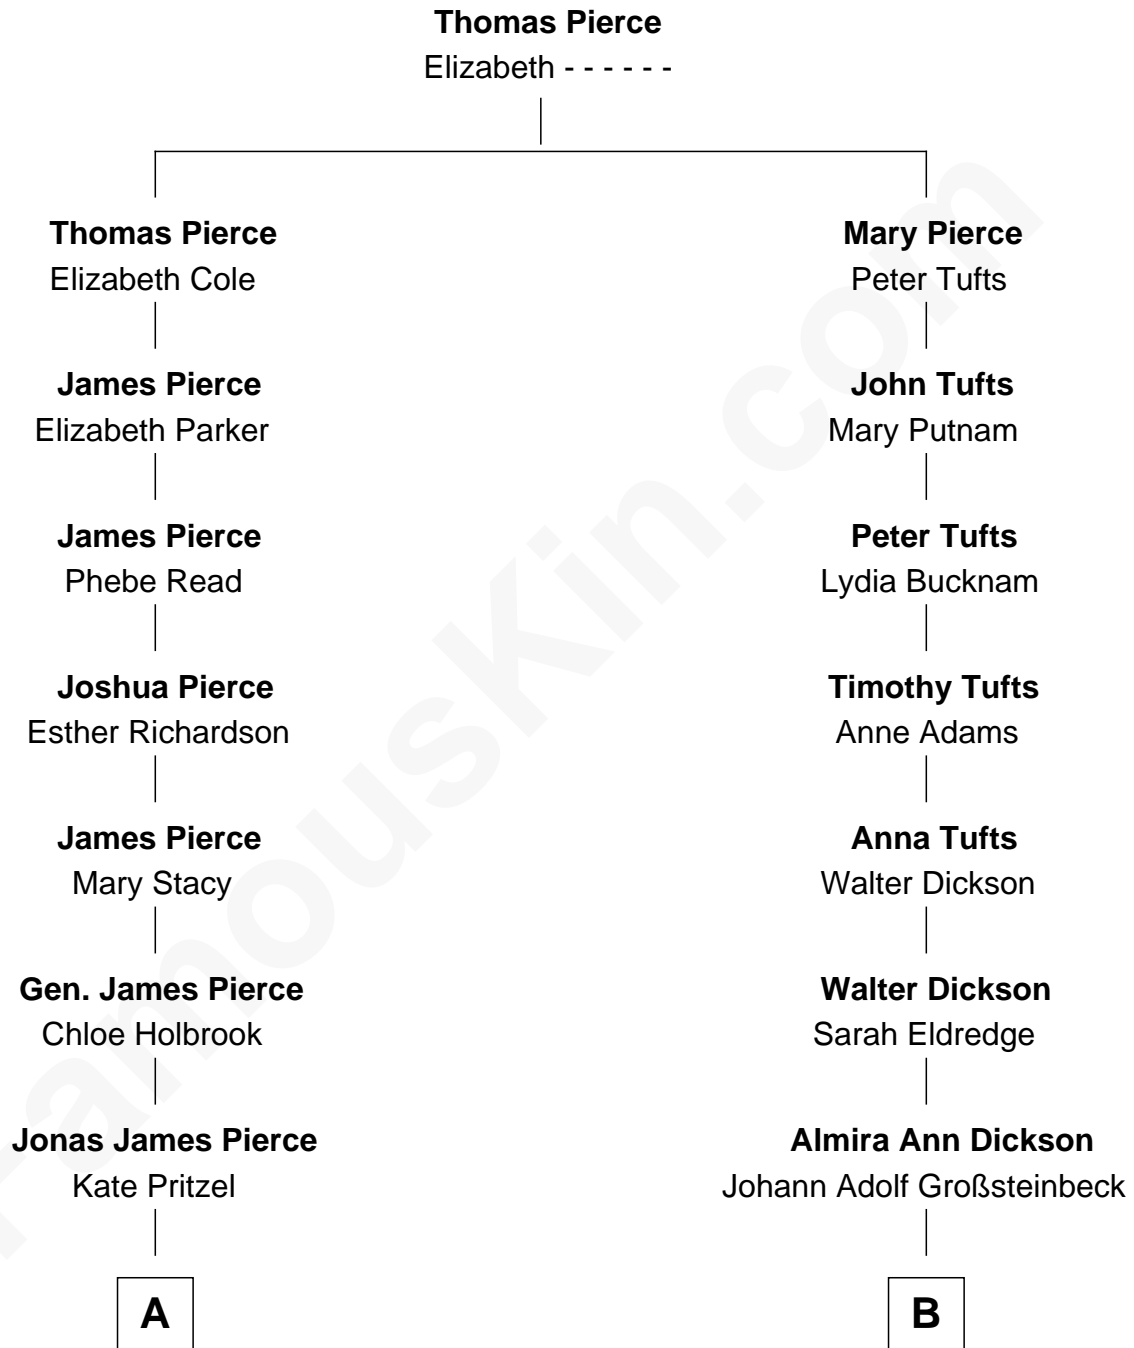 Thomas Pierce
Elizabeth - - - - - -
Thomas Pierce
Elizabeth Cole
Mary Pierce
Peter Tufts
James Pierce
Elizabeth Parker
John Tufts
Mary Putnam
James Pierce
Phebe Read
Peter Tufts
Lydia Bucknam
Joshua Pierce
Esther Richardson
Timothy Tufts
Anne Adams
James Pierce
Mary Stacy
Anna Tufts
Walter Dickson
Gen. James Pierce
Chloe Holbrook
Walter Dickson
Sarah Eldredge
Jonas James Pierce
Kate Pritzel
Almira Ann Dickson
Johann Adolf Großsteinbeck
A
B
FamousKin.com